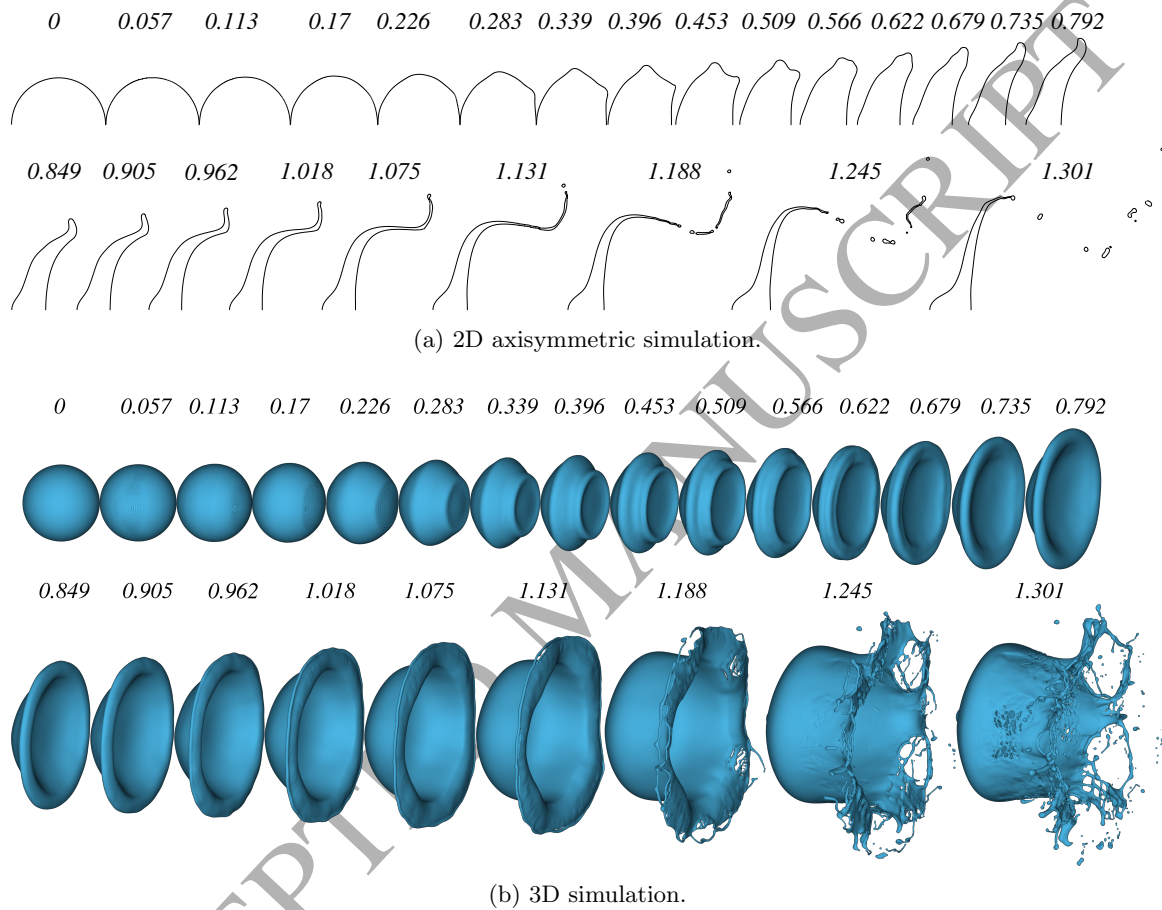 0 0.057 0.113 0.17 0.226 0.283 0.339 0.396 0.453 0.509 0.566 0.622 0.679 0.735 0.792
0.849 0.905 0.962 1.018 1.075 1.131 1.188 1.245 1.301
(a) 2D axisymmetric simulation.
0 0.057 0.113 0.17 0.226 0.283 0.339 0.396 0.453 0.509 0.566 0.622 0.679 0.735 0.792
0.849 0.905 0.962 1.018 1.075 1.131 1.188 1.245 1.301
(b) 3D simulation.
EPTED MANUSCRIPT